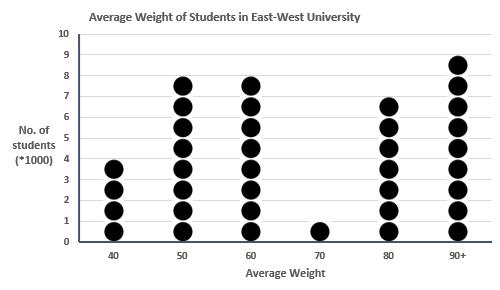 Average Weight of Students in East-West University
10
9
8
7
6
5
4
3
2
1
0
No. of
students
(*1000)
40 50 60 70 80 90+
Average Weight